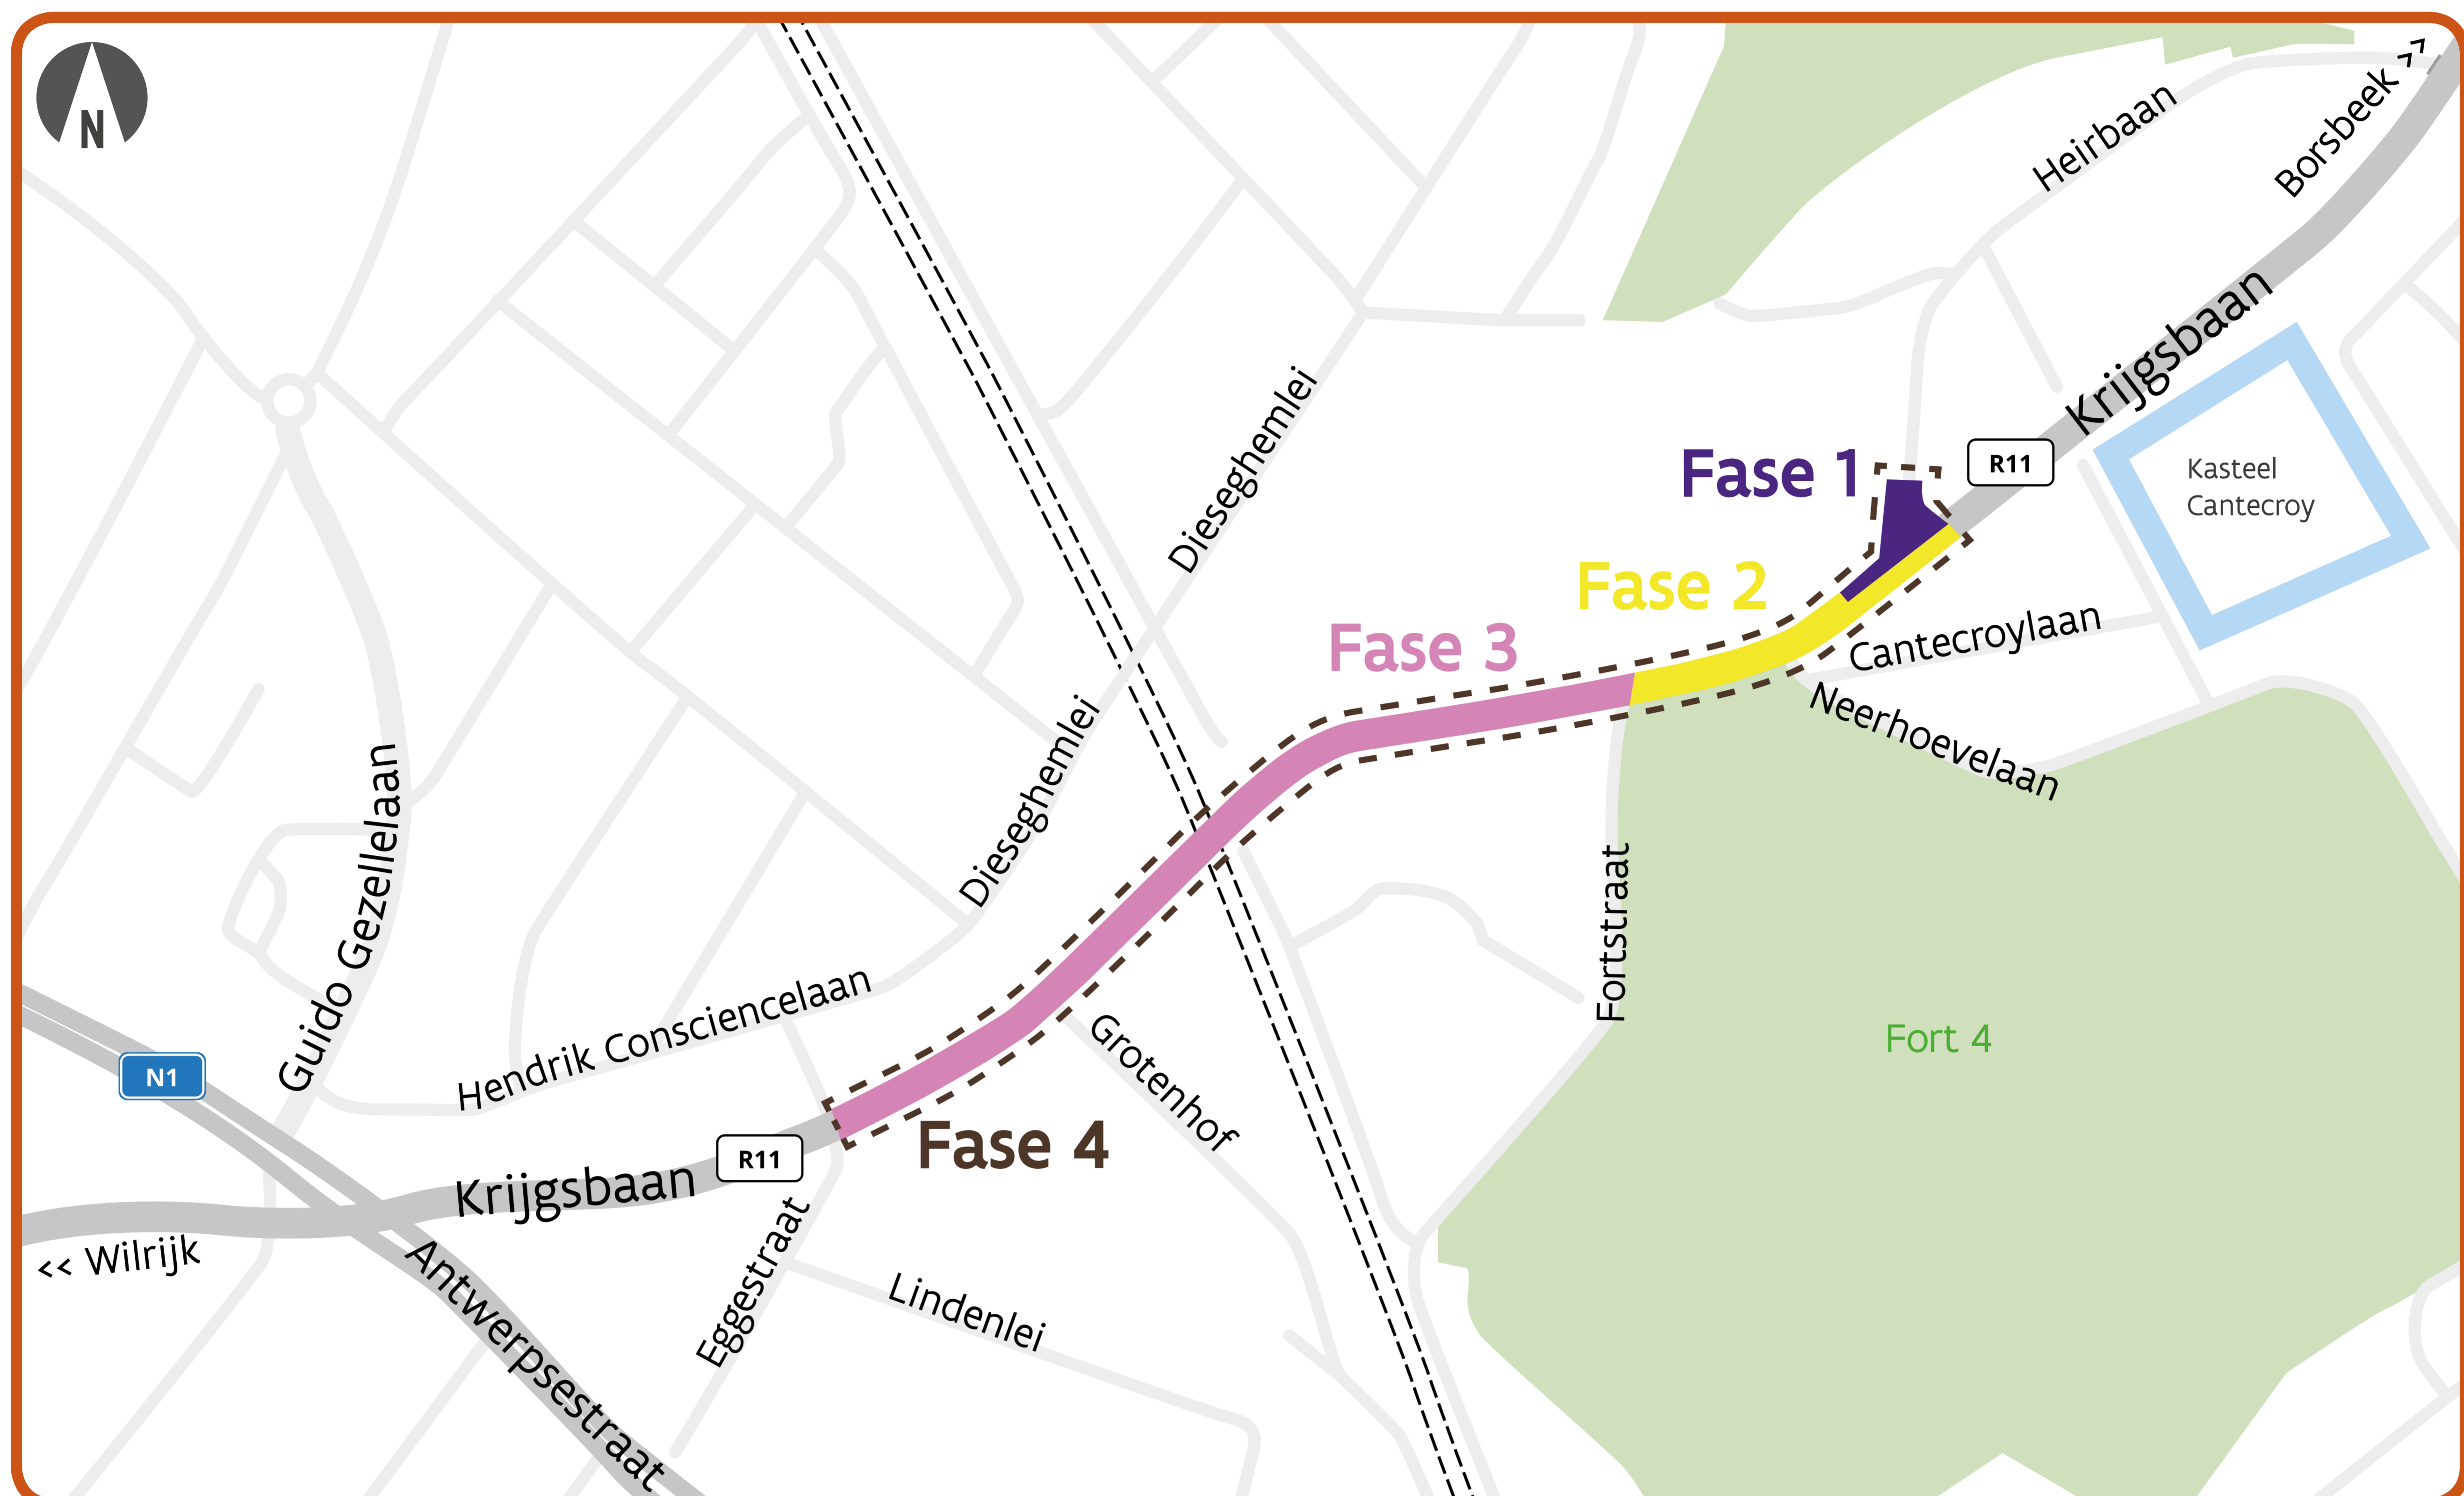 N
Heirbaan
Borsbeek >>
Krijgsbaan
R11
Kasteel
Cantecroy
Fase 1
Fase 2
Fase 3
Dieseghemlei
Cantecroylaan
Neerhoevelaan
Dieseghemlei
Guido Gezellelaan
Fortstraat
Fort 4
Hendrik Consciencelaan
Grotenhof
N1
Fase 4
R11
Krijgsbaan
<< Wilrijk
Eggestraat
Antwerpsestraat
Lindenlei